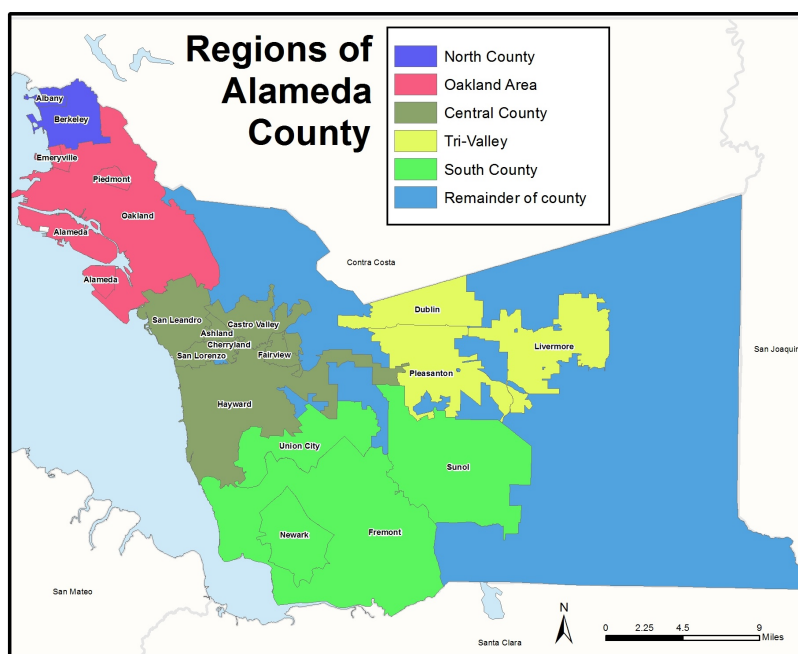 Regions of
Alameda
County
North County
Oakland Area
Central County
Tri-Valley
South County
Remainder of county
Albany
Berkeley
Emeryville
Piedmont
Oakland
Alameda
Contra Costa
Alameda
San Leandro
Castro Valley
Ashland
Cherryland
San Lorenzo
Fairview
Dublin
Livermore
San Joaquin
Pleasanton
Hayward
Union City
Sunol
Newark
Fremont
San Mateo
Santa Clara
N
0 2.25 4.5 9
Miles